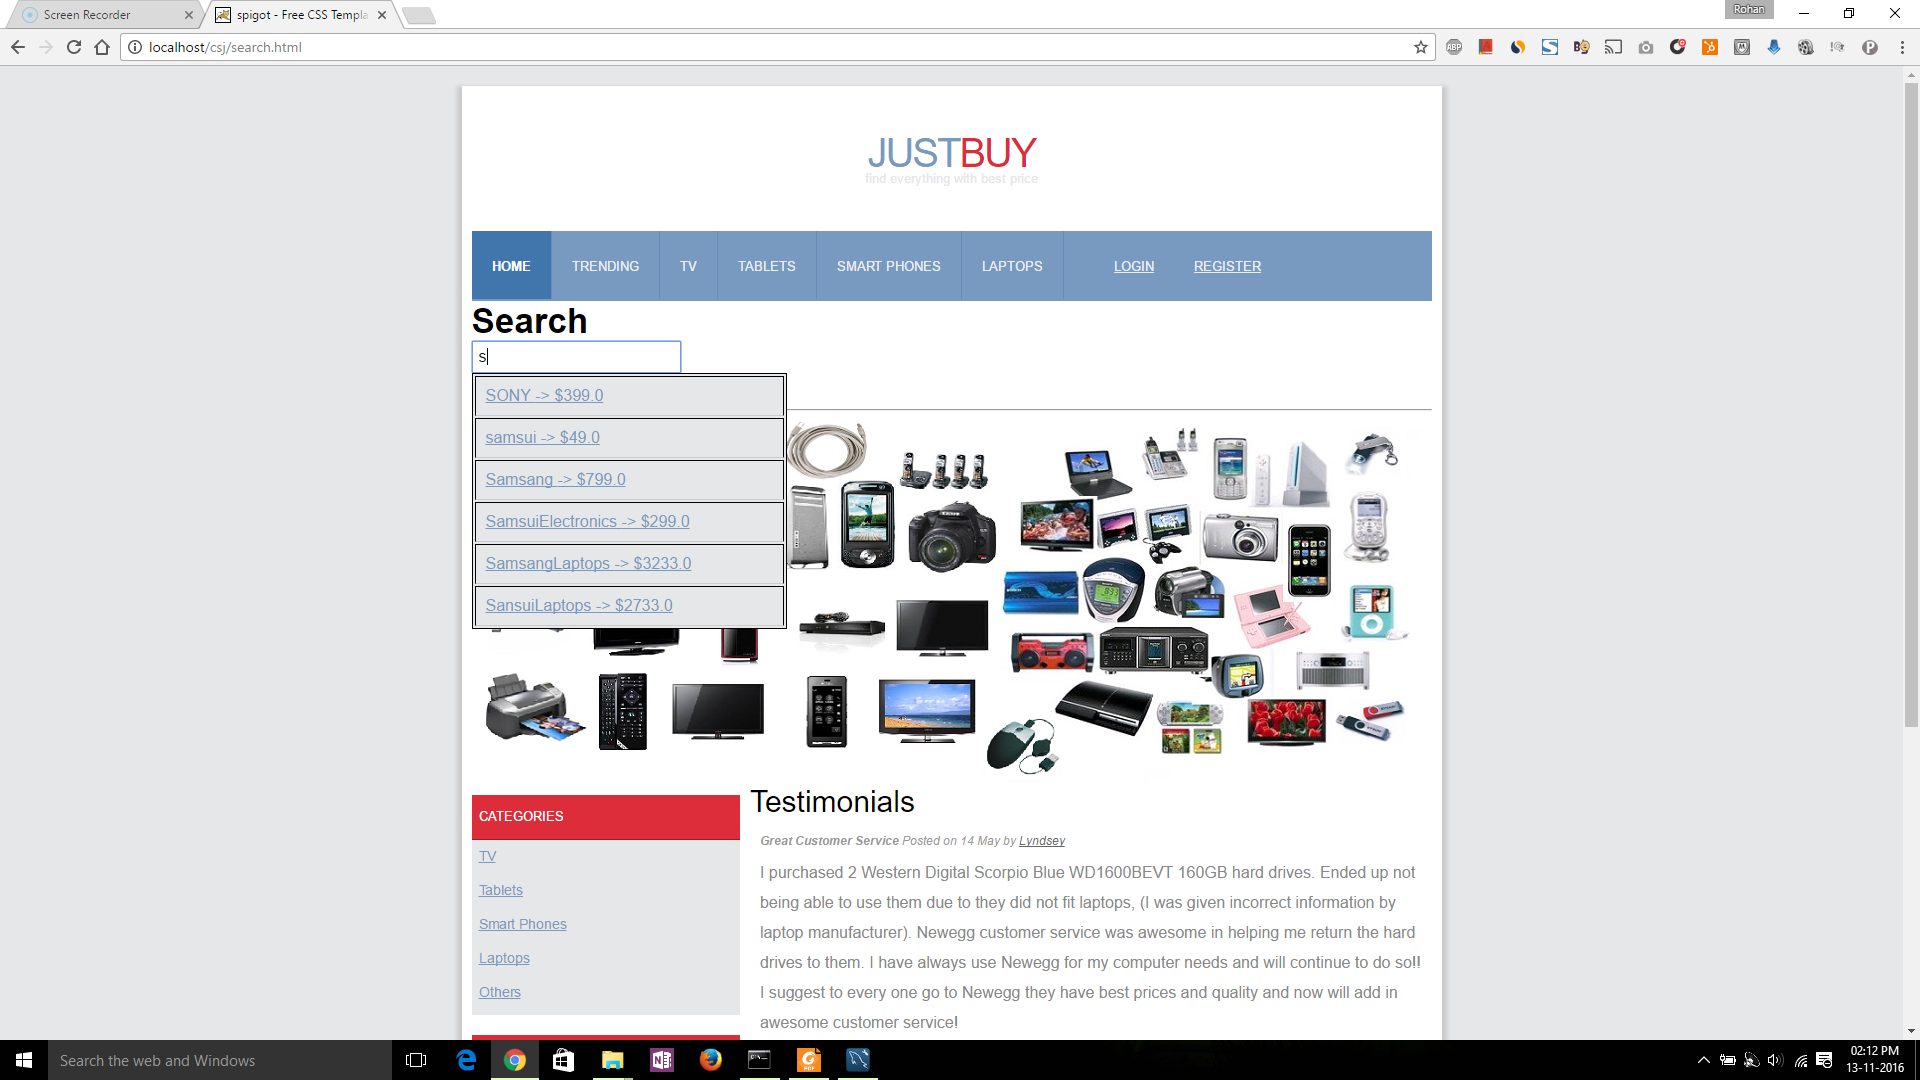 Screen Recorder
spigot - Free CSS Templa
Rohan
localhost/csj/search.html
JUSTBUY
find everything with best price
HOME TRENDING TV TABLETS SMART PHONES LAPTOPS LOGIN REGISTER
Search
s
SONY -> $399.0
samsui -> $49.0
Samsang -> $799.0
SamsuiElectronics -> $299.0
SamsangLaptops -> $3233.0
SansuiLaptops -> $2733.0
CATEGORIES
TV
Tablets
Smart Phones
Laptops
Others
Testimonials
Great Customer Service Posted on 14 May by Lyndsey
I purchased 2 Western Digital Scorpio Blue WD1600BEVT 160GB hard drives. Ended up not
being able to use them due to they did not fit laptops, (I was given incorrect information by
laptop manufacturer). Newegg customer service was awesome in helping me return the hard
drives to them. I have always use Newegg for my computer needs and will continue to do so!!
I suggest to every one go to Newegg they have best prices and quality and now will add in
awesome customer service!
Search the web and Windows
02:12 PM
13-11-2016